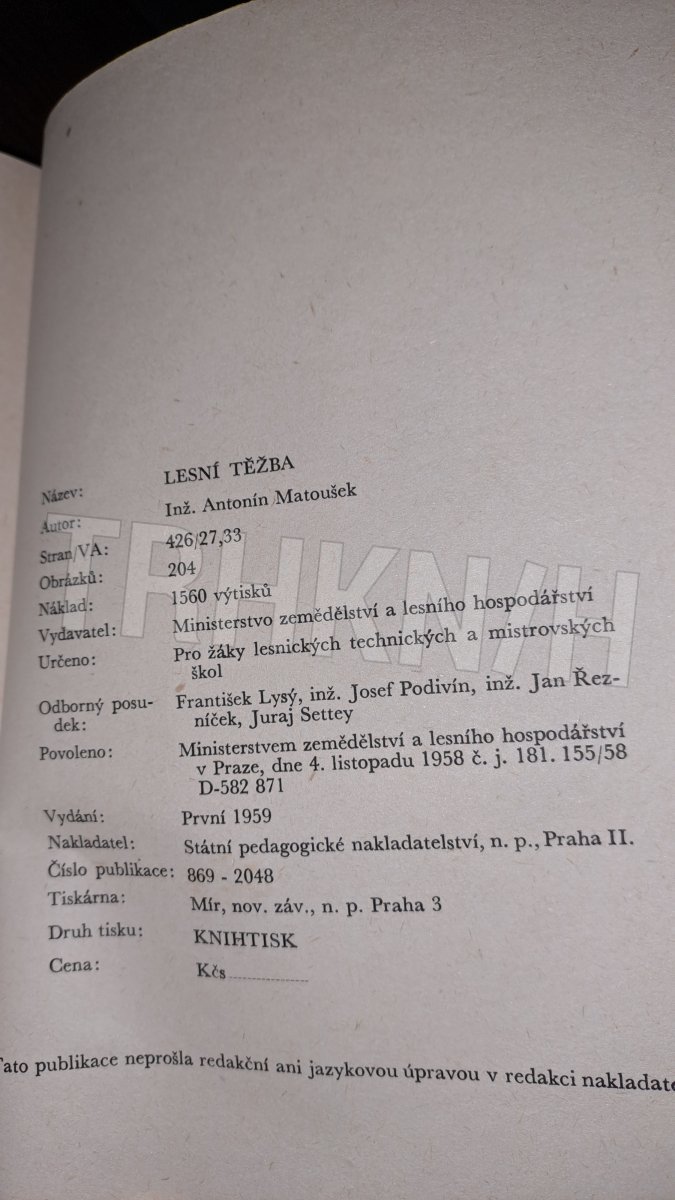 Název: LESNÍ TĚŽBA
Autor: Inž. Antonín Matoušek
Stran/VA: 426/27,33
Obrázků: 204
Náklad: 1560 výtisků
Vydavatel: Ministerstvo zemědělství a lesního hospodářství
Určeno: Pro žáky lesnických technických a mistrovských
škol
Odborný posu-
dek: František Lysý, inž. Josef Podivín, inž. Jan Řez-
níček, Juraj Settey
Povoleno: Ministerstvem zemědělství a lesního hospodářství
v Praze, dne 4. listopadu 1958 č. j. 181. 155/58
D-582 871
Vydání: První 1959
Nakladatel: Státní pedagogické nakladatelství, n. p., Praha II.
Číslo publikace: 869 - 2048
Tiskárna: Mír, nov. záv., n. p. Praha 3
Druh tisku: KNIHTISK
Cena: Kčs
Tato publikace neprošla redakční ani jazykovou úpravou v redakci nakladate
TRHKNIH